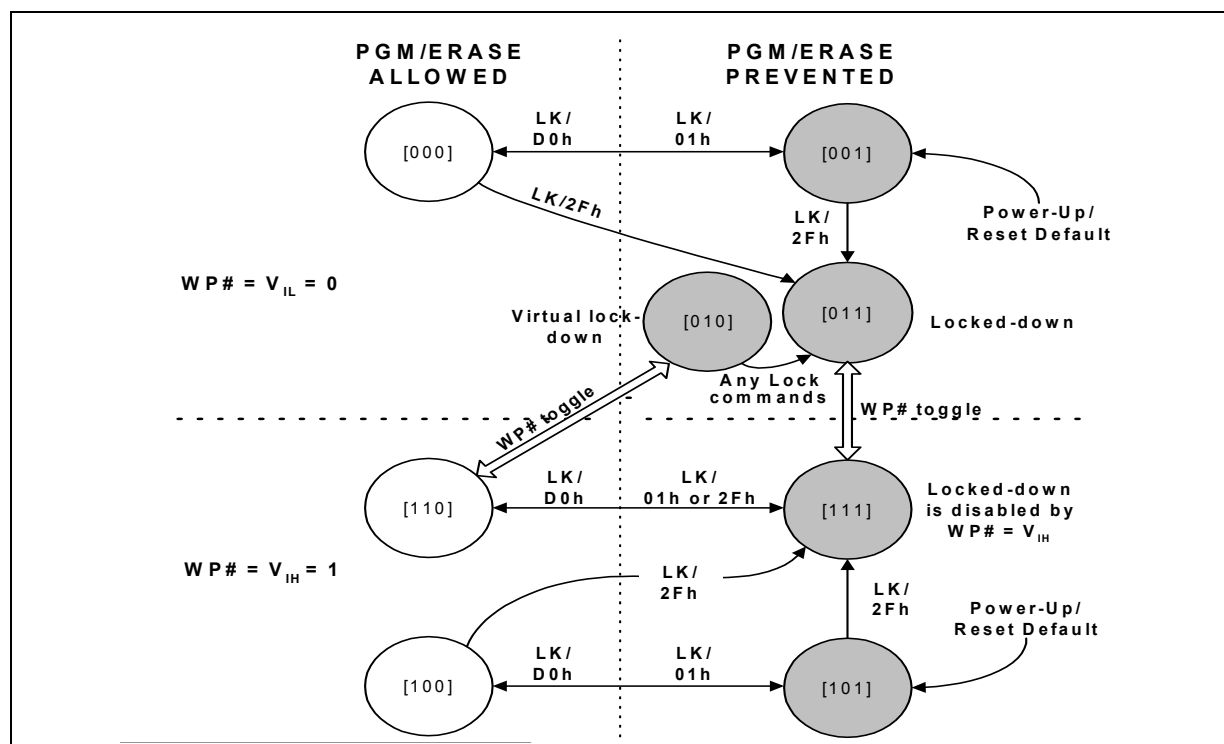 PGM/ERASE
ALLOWED
PGM/ERASE
PREVENTED
LK/
D0h
LK/
01h
[000]
[001]
LK/2Fh
LK/
2Fh
Power-Up/
Reset Default
WP# = VIL = 0
Virtual lock-
down
[010]
[011]
Locked-down
Any Lock
commands
WP# toggle
WP# toggle
LK/
D0h
LK/
01h or 2Fh
[110]
[111]
Locked-down
is disabled by
WP# = VIH
WP# = VIH = 1
LK/
2Fh
LK/
2Fh
Power-Up/
Reset Default
LK/
D0h
LK/
01h
[100]
[101]